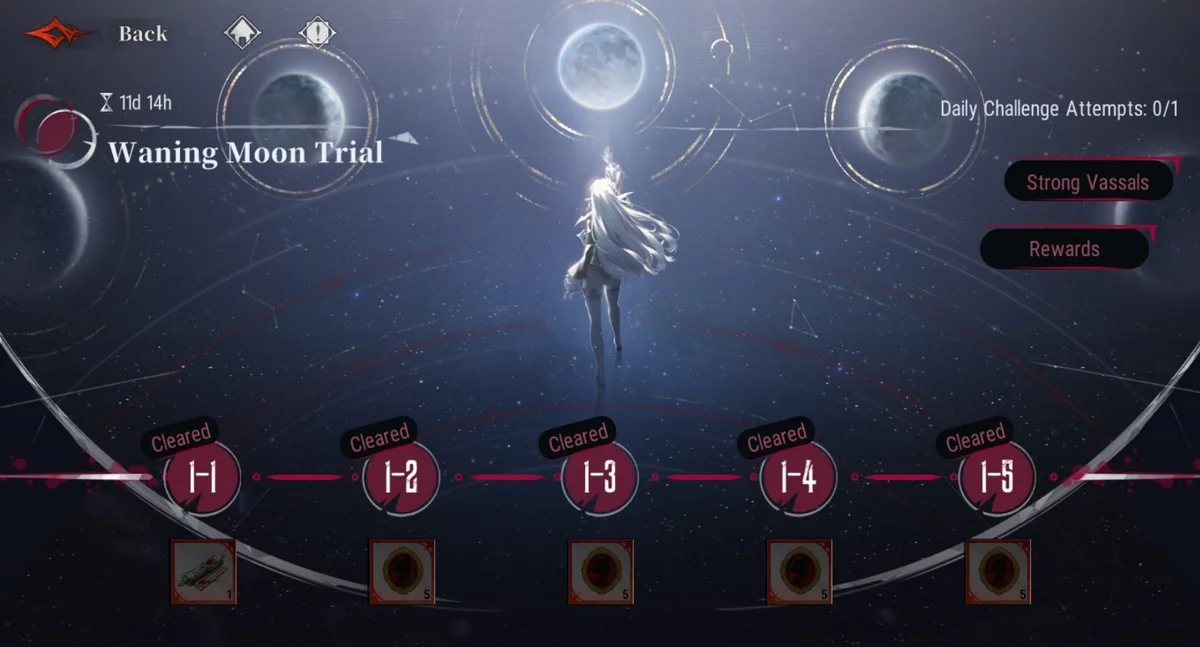 Back
11d 14h
Waning Moon Trial
Daily Challenge Attempts: 0/1
Strong Vassals
Rewards
Cleared
Cleared
Cleared
Cleared
Cleared
1-1
1-2
1-3
1-4
1-5
1
5
5
5
5